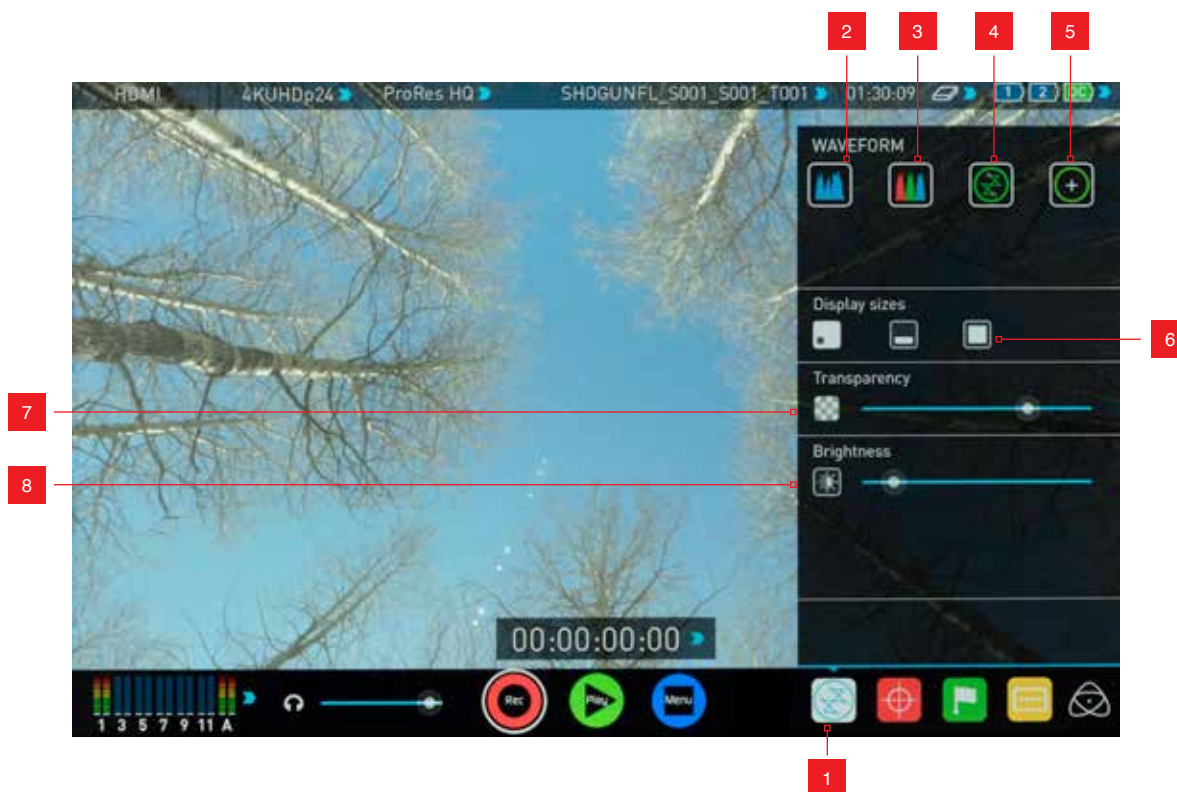 2 3 4 5
HDMI 4KUHDp24 ProRes HQ SHOGUNFL_S001_S001_T001 01:30:09 1 2 DC
WAVEFORM
Display sizes
6
Transparency
7
Brightness
8
00:00:00:00
Rec Play Menu
1 3 5 7 9 11 A
1